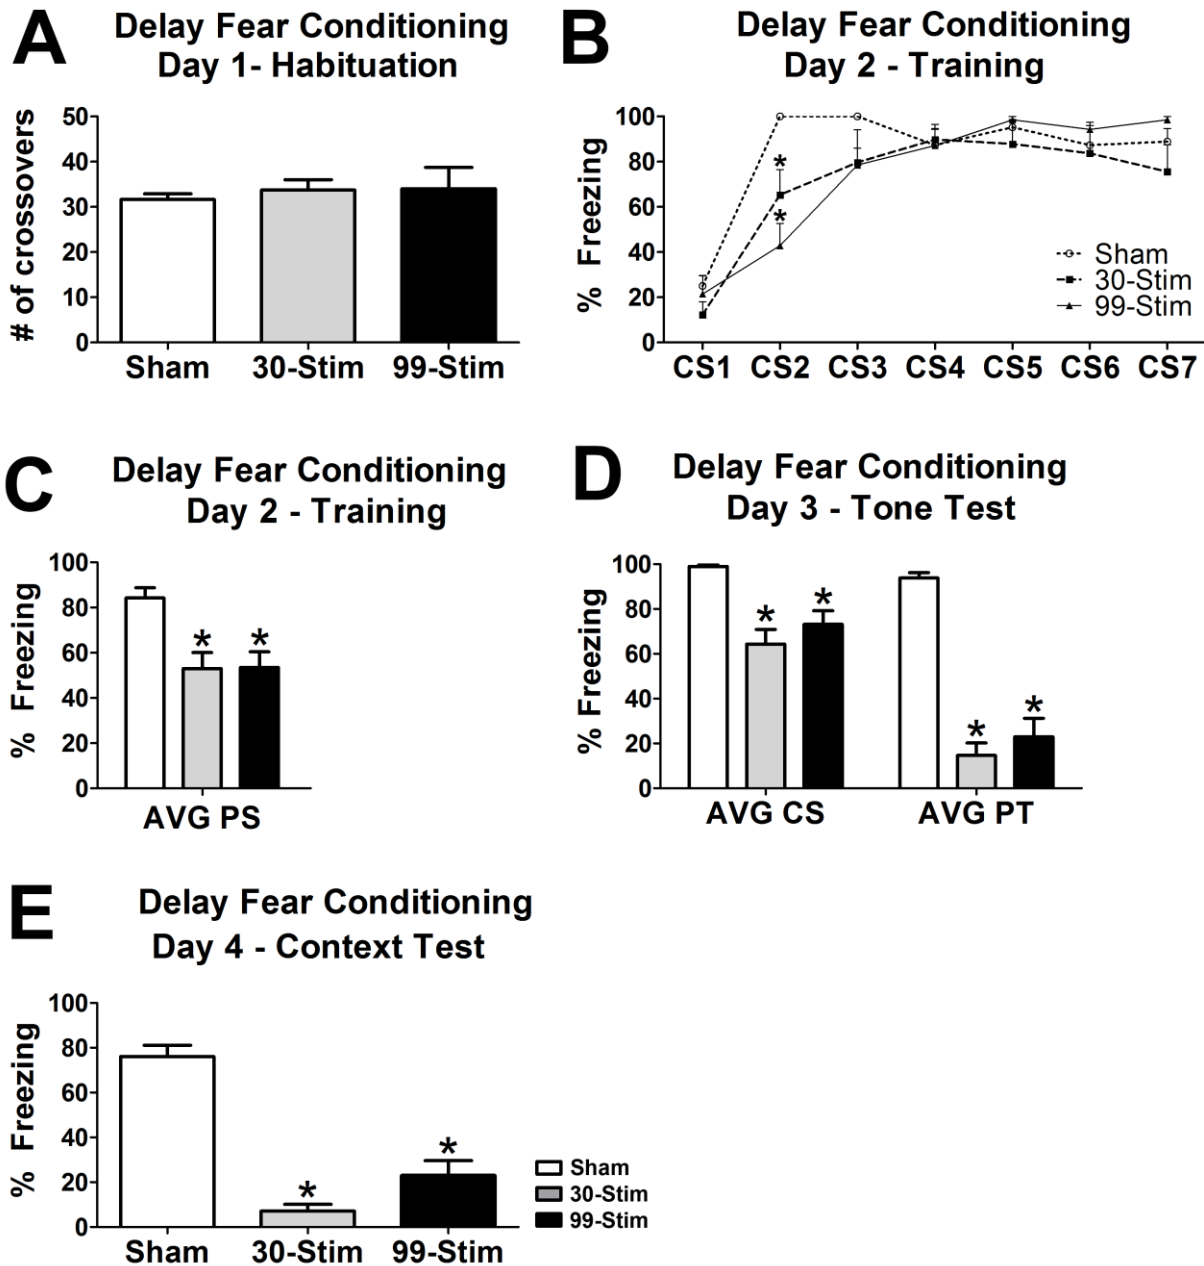 A
Delay Fear Conditioning
Day 1- Habituation
# of crossovers
50
40
30
20
10
0
Sham 30-Stim 99-Stim
B
Delay Fear Conditioning
Day 2 - Training
% Freezing
100
80
60
40
20
0
*
*
Sham
30-Stim
99-Stim
CS1 CS2 CS3 CS4 CS5 CS6 CS7
C
Delay Fear Conditioning
Day 2 - Training
% Freezing
100
80
60
40
20
0
* *
AVG PS
D
Delay Fear Conditioning
Day 3 - Tone Test
% Freezing
100
80
60
40
20
0
* * * *
AVG CS AVG PT
E
Delay Fear Conditioning
Day 4 - Context Test
% Freezing
100
80
60
40
20
0
* *
Sham 30-Stim 99-Stim
Sham
30-Stim
99-Stim